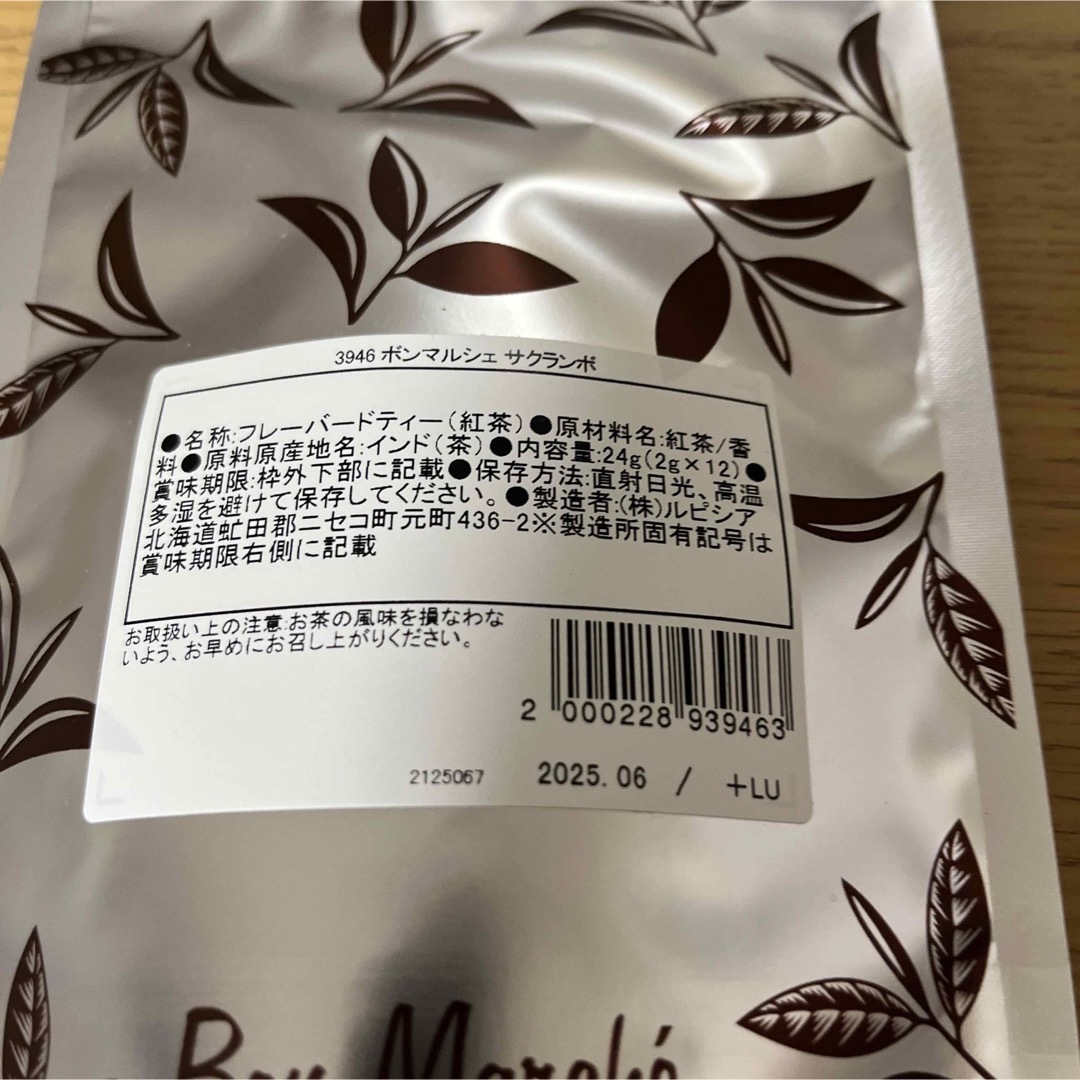 3946 ボンマルシェ サクランボ
●名称:フレーバードティー(紅茶)●原材料名:紅茶/香
料●原料原産地名:インド(茶)●内容量:24g(2g×12)●
賞味期限:枠外下部に記載●保存方法:直射日光、高温
多湿を避けて保存してください。●製造者:(株)ルピシア
北海道虻田郡ニセコ町元町436-2※製造所固有記号は
賞味期限右側に記載
お取扱い上の注意:お茶の風味を損なわな
いよう、お早めにお召し上がりください。
2 000228 939463
2125067 2025.06 / +LU
Bon Marché